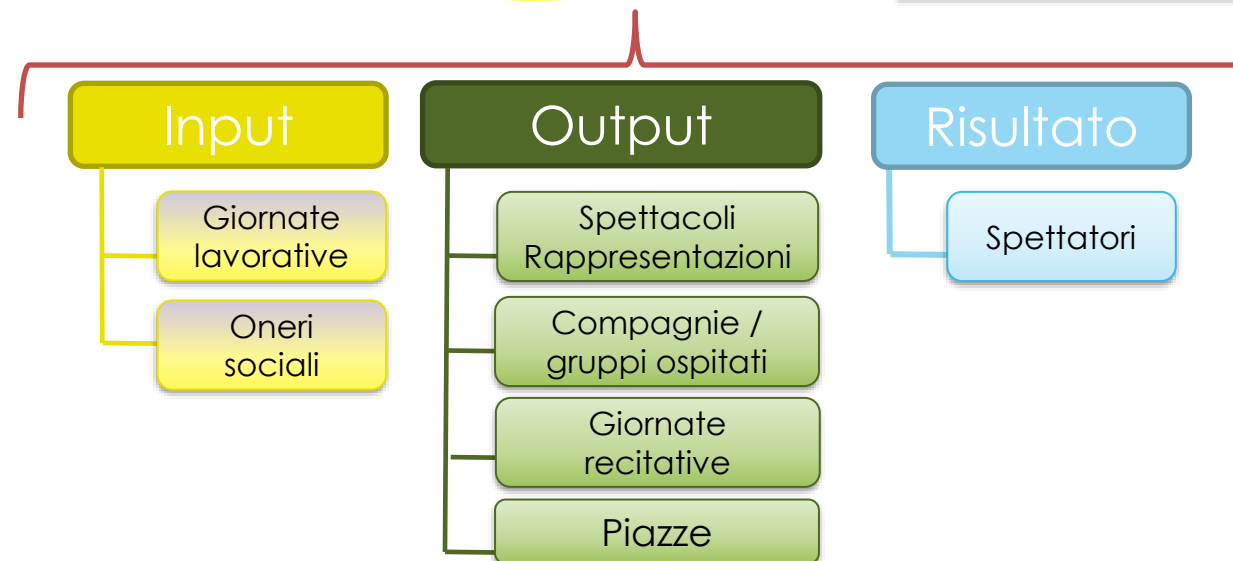 Input
Giornate
lavorative
Oneri
sociali
Output
Spettacoli
Rappresentazioni
Compagnie /
gruppi ospitati
Giornate
recitative
Piazze
Risultato
Spettatori